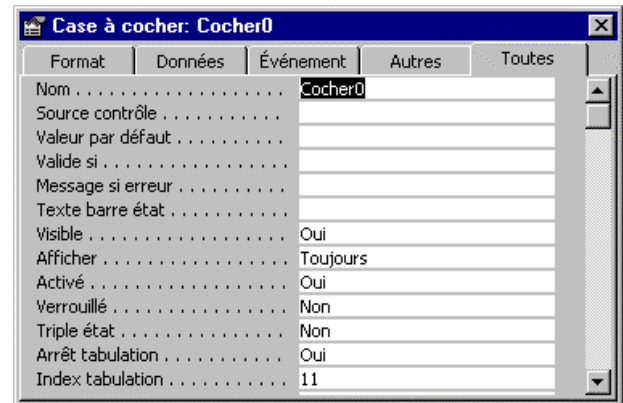 Case à cocher: Cocher0
Format Données Événement Autres Toutes
Nom . . . . . . . . . . . . . . . . . . . Cocher0
Source contrôle . . . . . . . . . . .
Valeur par défaut . . . . . . . . . .
Valide si . . . . . . . . . . . . . . . . .
Message si erreur . . . . . . . . . .
Texte barre état . . . . . . . . . . .
Visible . . . . . . . . . . . . . . . . . . Oui
Afficher . . . . . . . . . . . . . . . . . Toujours
Activé . . . . . . . . . . . . . . . . . . Oui
Verrouillé . . . . . . . . . . . . . . . . Non
Triple état . . . . . . . . . . . . . . . Non
Arrêt tabulation . . . . . . . . . . . Oui
Index tabulation . . . . . . . . . . . 11